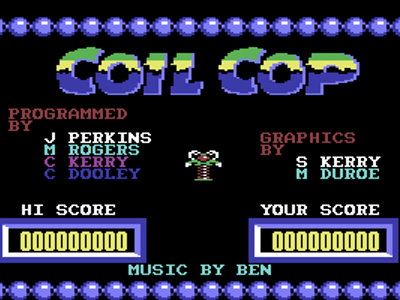 COIL COP
PROGRAMMED
BY
J PERKINS
M ROGERS
C KERRY
C DOOLEY
GRAPHICS
BY
S KERRY
M DUROE
HI SCORE
000000000
YOUR SCORE
000000000
MUSIC BY BEN